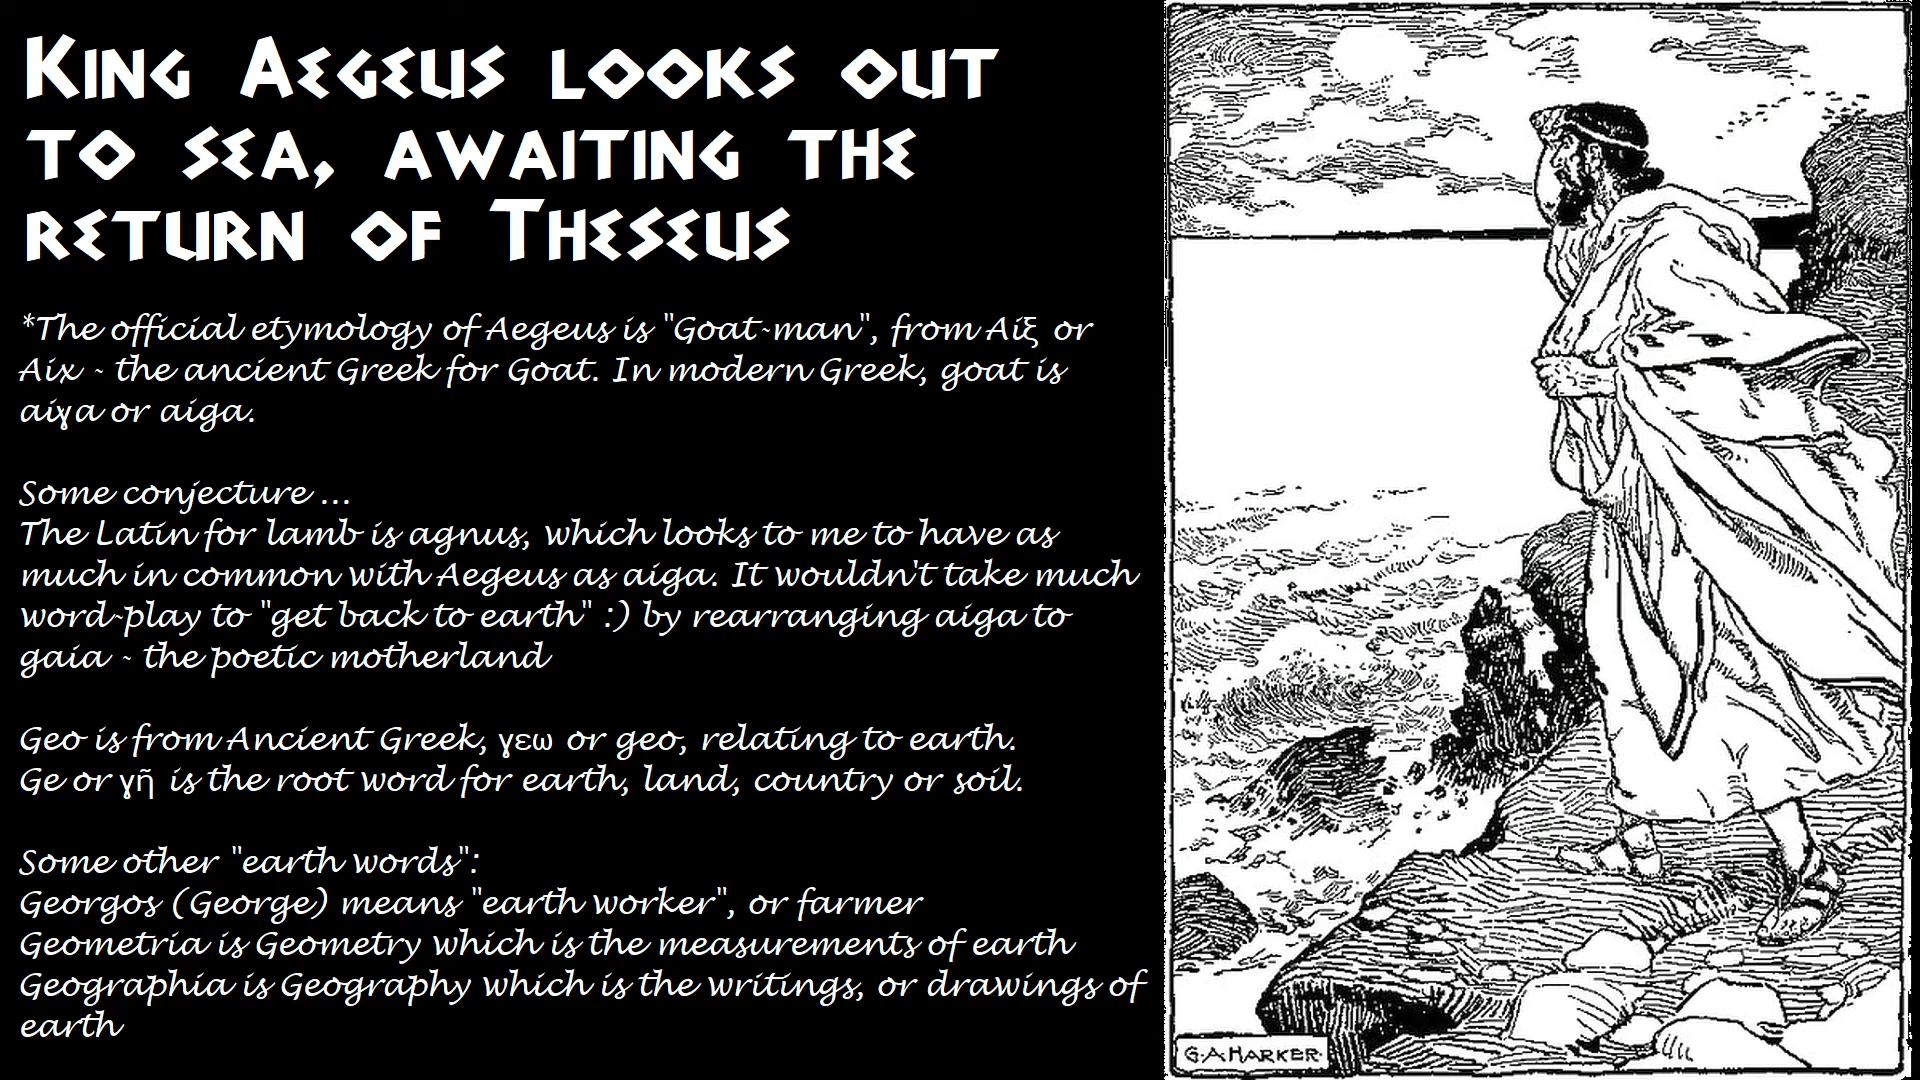 King Aegeus looks out
to sea, awaiting the
return of Theseus
*The official etymology of Aegeus is "Goat-man", from Αίξ or
Aix - the ancient Greek for Goat. In modern Greek, goat is
aiγa or aiga.
Some conjecture ...
The Latin for lamb is agnus, which looks to me to have as
much in common with Aegeus as aiga. It wouldn't take much
word-play to "get back to earth" :) by rearranging aiga to
gaia - the poetic motherland
Geo is from Ancient Greek, γεω or geo, relating to earth.
Ge or γῆ is the root word for earth, land, country or soil.
Some other "earth words":
Georgos (George) means "earth worker", or farmer
Geometria is Geometry which is the measurements of earth
Geographia is Geography which is the writings, or drawings of
earth
G·A·HARKER·